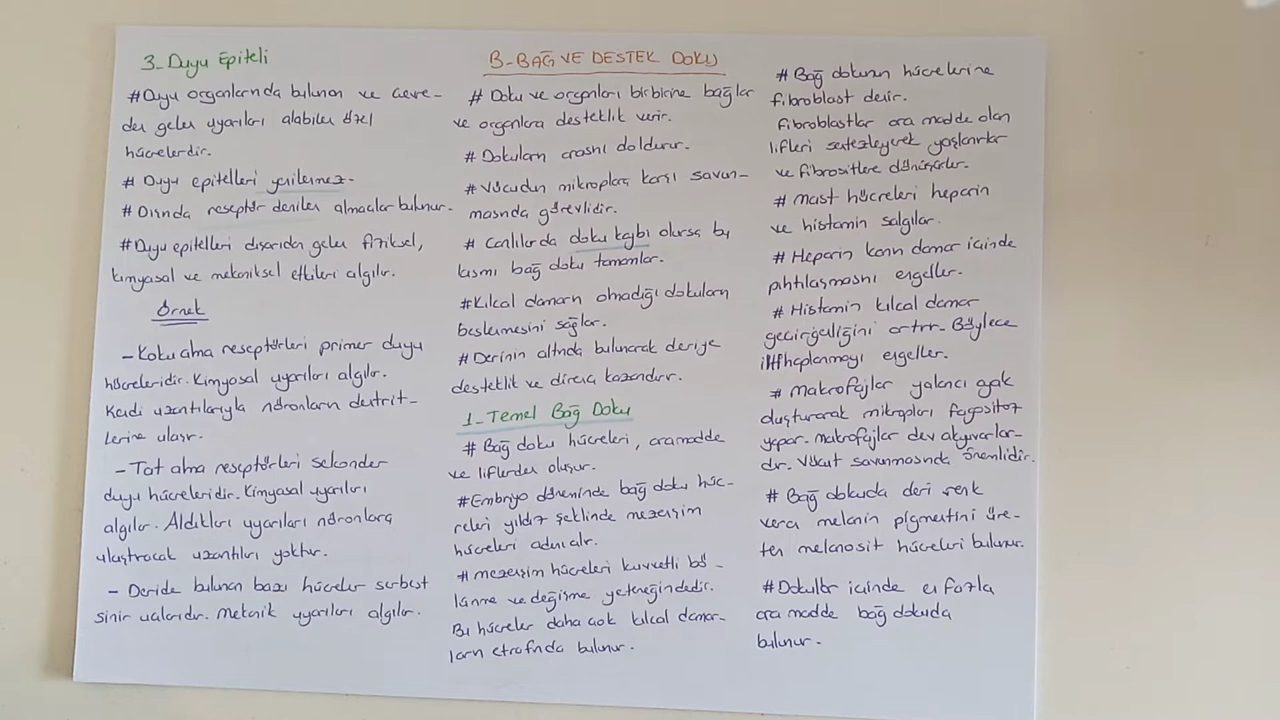 3_Duyu Epiteli
#Duyu organlarında bulunan ve çevre-
den gelen uyarıları alabilen özel
hücrelerdir.
# Duyu epitelleri yenilenmez.
# Dışında reseptör denilen almaçlar bulunur.
#Duyu epitelleri dışarıdan gelen fiziksel,
kimyasal ve mekaniksel etkileri algılar.
Örnek
-Koku alma reseptörleri primer duyu
hücreleridir. Kimyasal uyarıları algılar.
Kendi uzantılarıyla nöronların dentrit-
lerine ulaşır.
-Tat alma reseptörleri sekonder
duyu hücreleridir. Kimyasal uyarıları
algılar. Aldıkları uyarıları nöronlara
ulaştıracak uzantıları yoktur.
- Deride bulunan bazı hücreler serbest
sinir uçlarıdır. Mekanik uyarıları algılar.
B-BAĞ VE DESTEK DOKU
# Doku ve organları birbirine bağlar
ve organlara desteklik verir.
# Dokuların arasını doldurur.
# Vücudun mikroplara karşı savun-
masında görevlidir.
# Canlılarda doku kaybı olursa bu
kısmı bağ doku tamamlar.
#Kılcal damarın olmadığı dokuların
beslenmesini sağlar.
# Derinin altında bulunarak deriye
desteklik ve direnç kazandırır.
1_Temel Bağ Doku
# Bağ doku hücreleri, ara madde
ve liflerden oluşur.
#Embriyo döneminde bağ doku hüc-
releri yıldız şeklinde mezenşim
hücreleri adını alır.
# mezenşim hücreleri kuvvetli bö-
lünme ve değişme yeteneğindedir.
Bu hücreler daha çok kılcal damar-
ların etrafında bulunur.
# Bağ dokunun hücrelerine
fibroblast denir.
Fibroblastlar ara madde olan
lifleri sentezleyerek yaşlanırlar
ve fibrositlere dönüşürler.
# mast hücreleri heparin
ve histamin salgılar.
# Heparin kanın damar içinde
pıhtılaşmasını engeller.
# Histamin kılcal damar
geçirgenliğini artırır. Böylece
iltihaplanmayı engeller.
# Makrofajlar yalancı ayak
oluşturarak mikropları fagositoz
yapar. Makrofajlar dev akyuvarlar-
dır. Vücut savunmasında önemlidir.
# Bağ dokuda deri renk
veren melanin pigmentini üre-
ten melanosit hücreleri bulunur.
#Dokular içinde en fazla
ara madde bağ dokuda
bulunur.